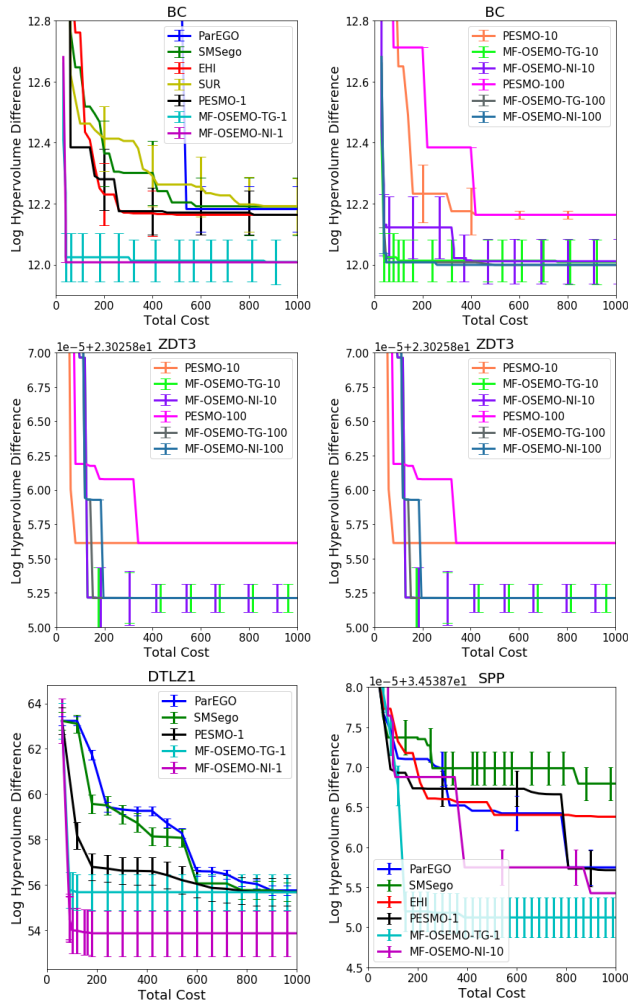 BC
Log Hypervolume Difference
12.8
12.6
12.4
12.2
12.0
0 200 400 600 800 1000
Total Cost
ParEGO
SMSego
EHI
SUR
PESMO-1
MF-OSEMO-TG-1
MF-OSEMO-NI-1
BC
Log Hypervolume Difference
12.8
12.6
12.4
12.2
12.0
0 200 400 600 800 1000
Total Cost
PESMO-10
MF-OSEMO-TG-10
MF-OSEMO-NI-10
PESMO-100
MF-OSEMO-TG-100
MF-OSEMO-NI-100
ZDT3
1e-5+2.30258e1
Log Hypervolume Difference
7.00
6.75
6.50
6.25
6.00
5.75
5.50
5.25
5.00
0 200 400 600 800 1000
Total Cost
PESMO-10
MF-OSEMO-TG-10
MF-OSEMO-NI-10
PESMO-100
MF-OSEMO-TG-100
MF-OSEMO-NI-100
ZDT3
1e-5+2.30258e1
Log Hypervolume Difference
7.00
6.75
6.50
6.25
6.00
5.75
5.50
5.25
5.00
0 200 400 600 800 1000
Total Cost
PESMO-10
MF-OSEMO-TG-10
MF-OSEMO-NI-10
PESMO-100
MF-OSEMO-TG-100
MF-OSEMO-NI-100
DTLZ1
Log Hypervolume Difference
64
62
60
58
56
54
0 200 400 600 800 1000
Total Cost
ParEGO
SMSego
PESMO-1
MF-OSEMO-TG-1
MF-OSEMO-NI-1
SPP
1e-5+3.45387e1
Log Hypervolume Difference
8.0
7.5
7.0
6.5
6.0
5.5
5.0
4.5
0 200 400 600 800 1000
Total Cost
ParEGO
SMSego
EHI
PESMO-1
MF-OSEMO-TG-1
MF-OSEMO-NI-10